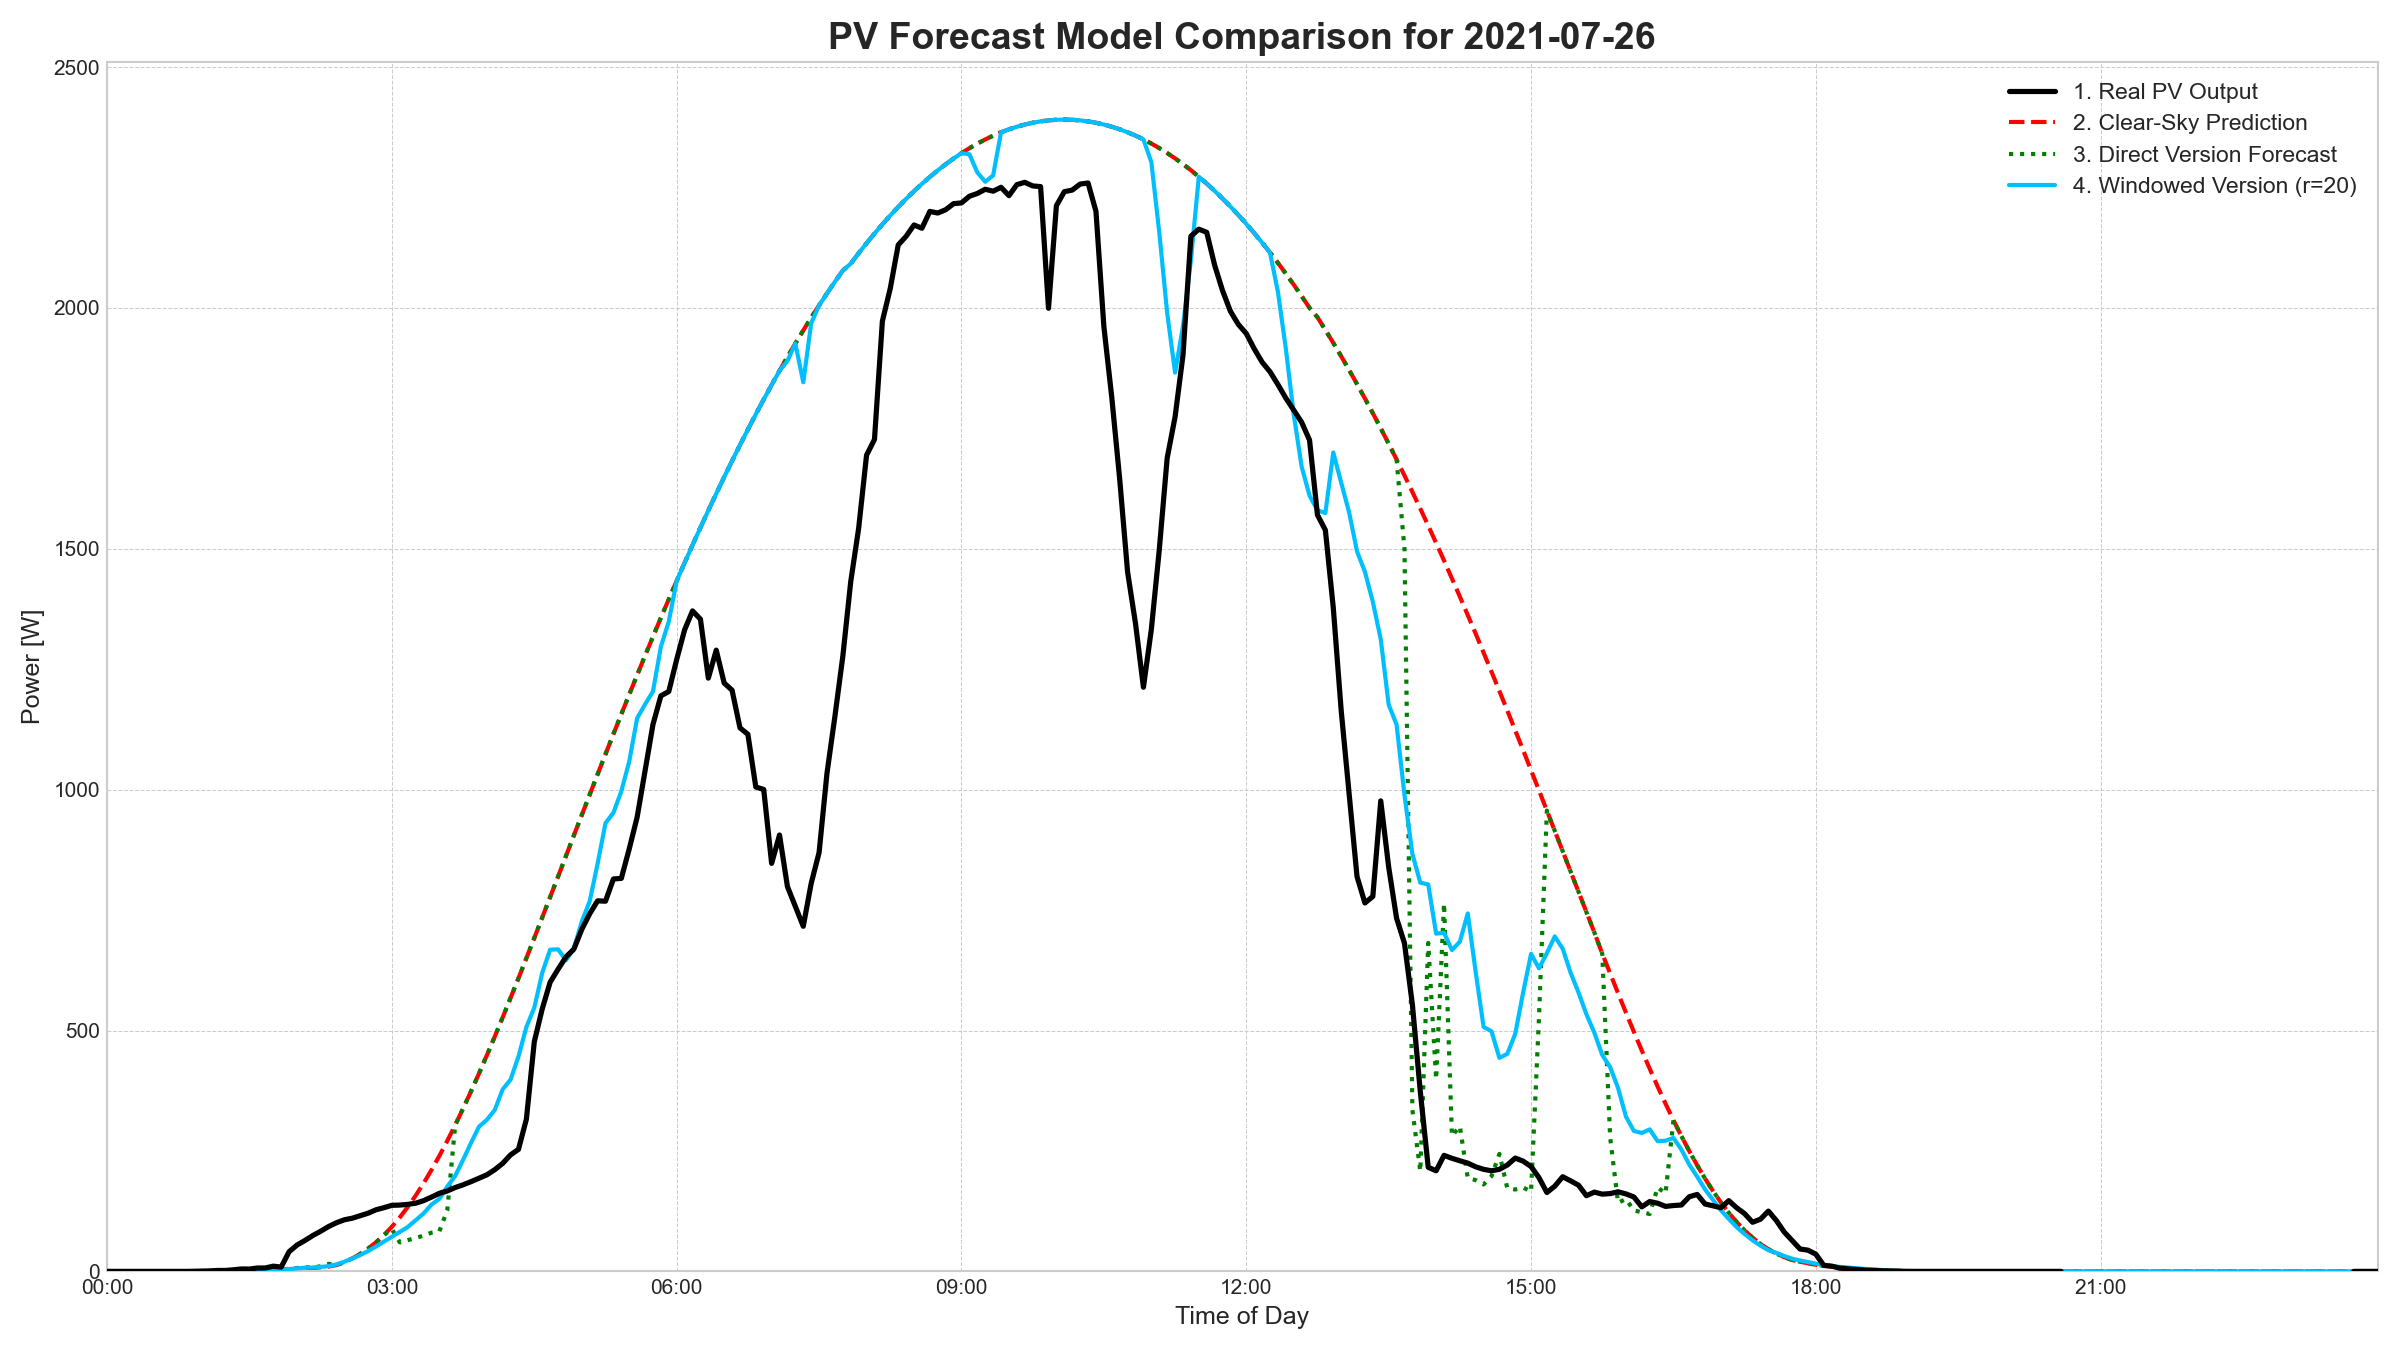 PV Forecast Model Comparison for 2021-07-26
1. Real PV Output
2. Clear-Sky Prediction
3. Direct Version Forecast
4. Windowed Version (r=20)
Power [W]
2500
2000
1500
1000
500
0
00:00 03:00 06:00 09:00 12:00 15:00 18:00 21:00
Time of Day